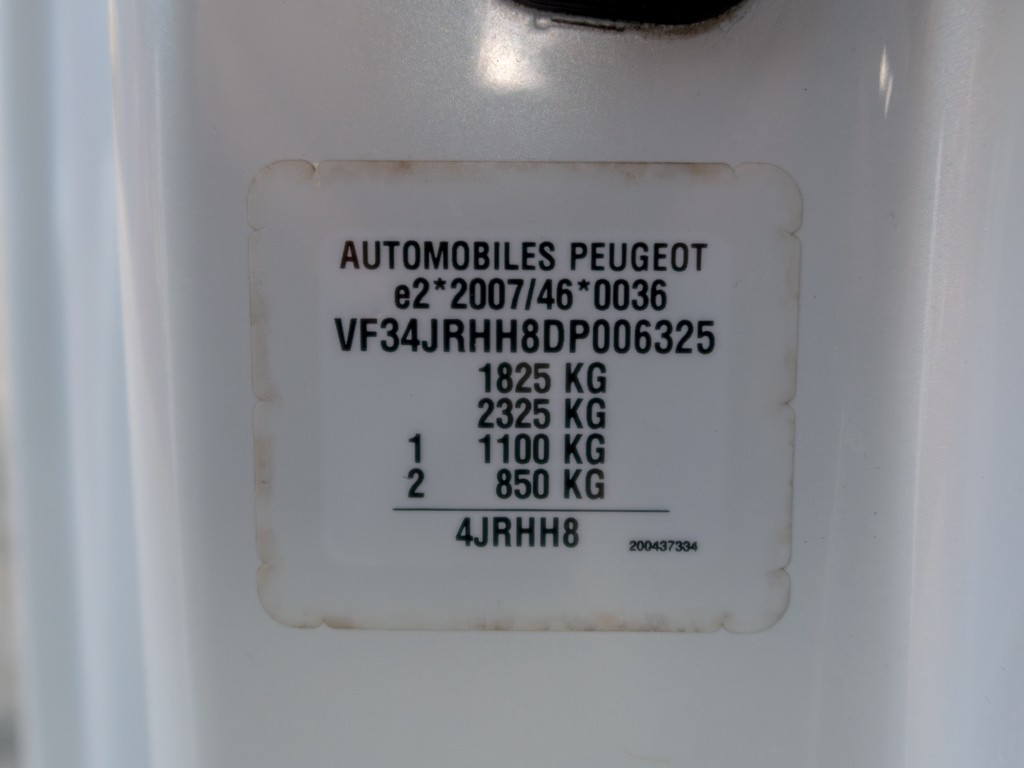 AUTOMOBILES PEUGEOT
e2*2007/46*0036
VF34JRHH8DP006325
1825 KG
2325 KG
1 1100 KG
2 850 KG
4JRHH8 200437334